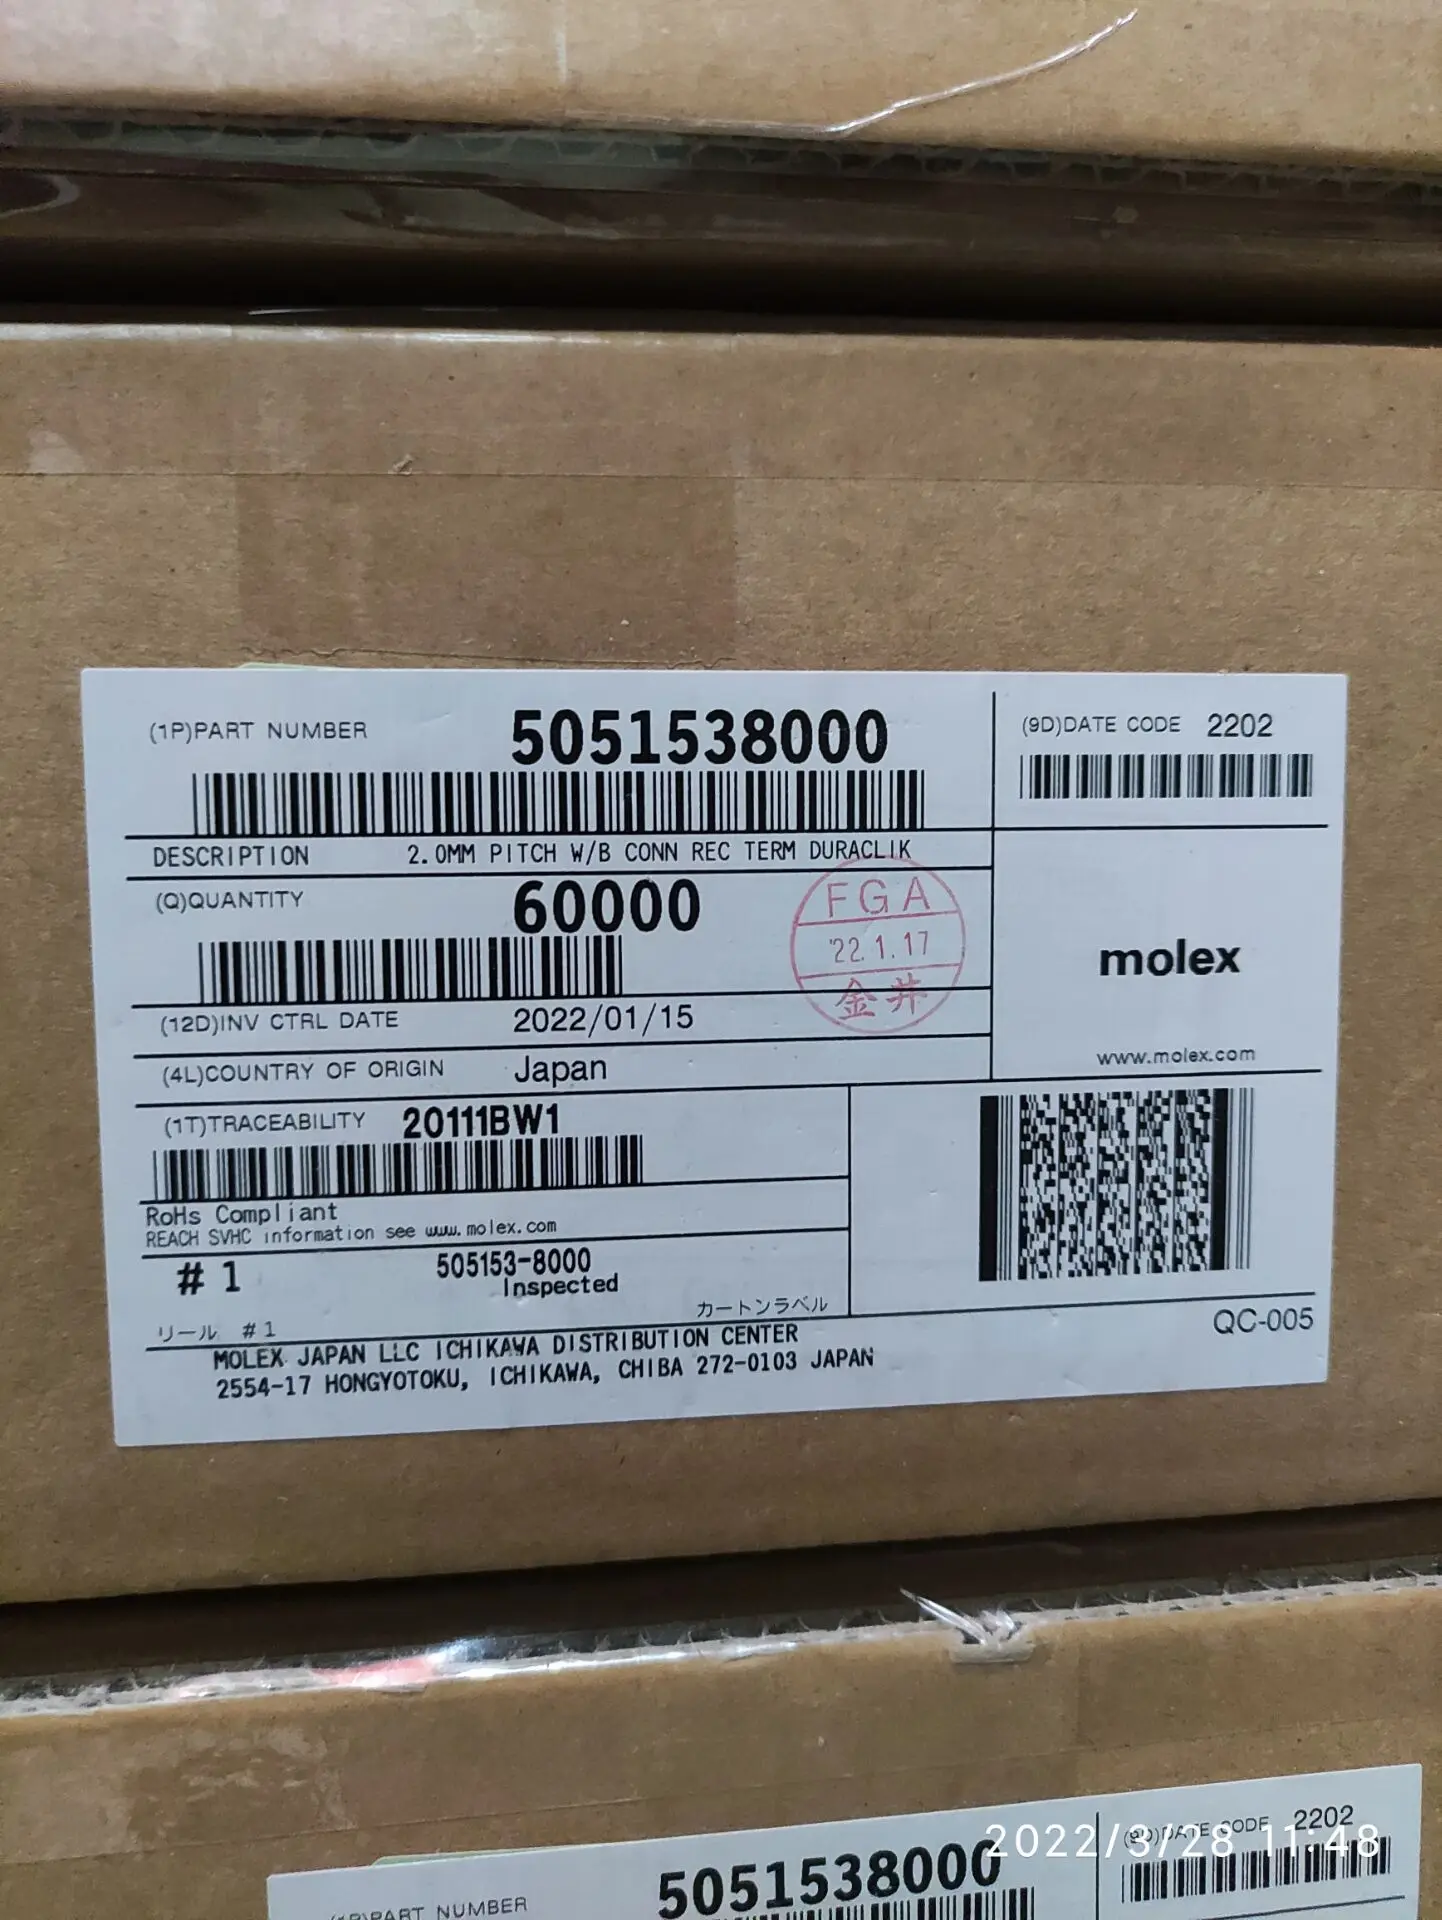 (1P)PART NUMBER 5051538000
(9D)DATE CODE 2202
DESCRIPTION 2.0MM PITCH W/B CONN REC TERM DURACLIK
(Q)QUANTITY 60000
FGA
'22.1.17
金井
molex
www.molex.com
(12D)INV CTRL DATE 2022/01/15
(4L)COUNTRY OF ORIGIN Japan
(1T)TRACEABILITY 20111BW1
RoHs Compliant
REACH SVHC information see www.molex.com
#1 505153-8000
Inspected
カートンラベル
リール #1
QC-005
MOLEX JAPAN LLC ICHIKAWA DISTRIBUTION CENTER
2554-17 HONGYOTOKU, ICHIKAWA, CHIBA 272-0103 JAPAN
(9D)DATE CODE 2202
2022/3/28 11:48
(1P)PART NUMBER 5051538000